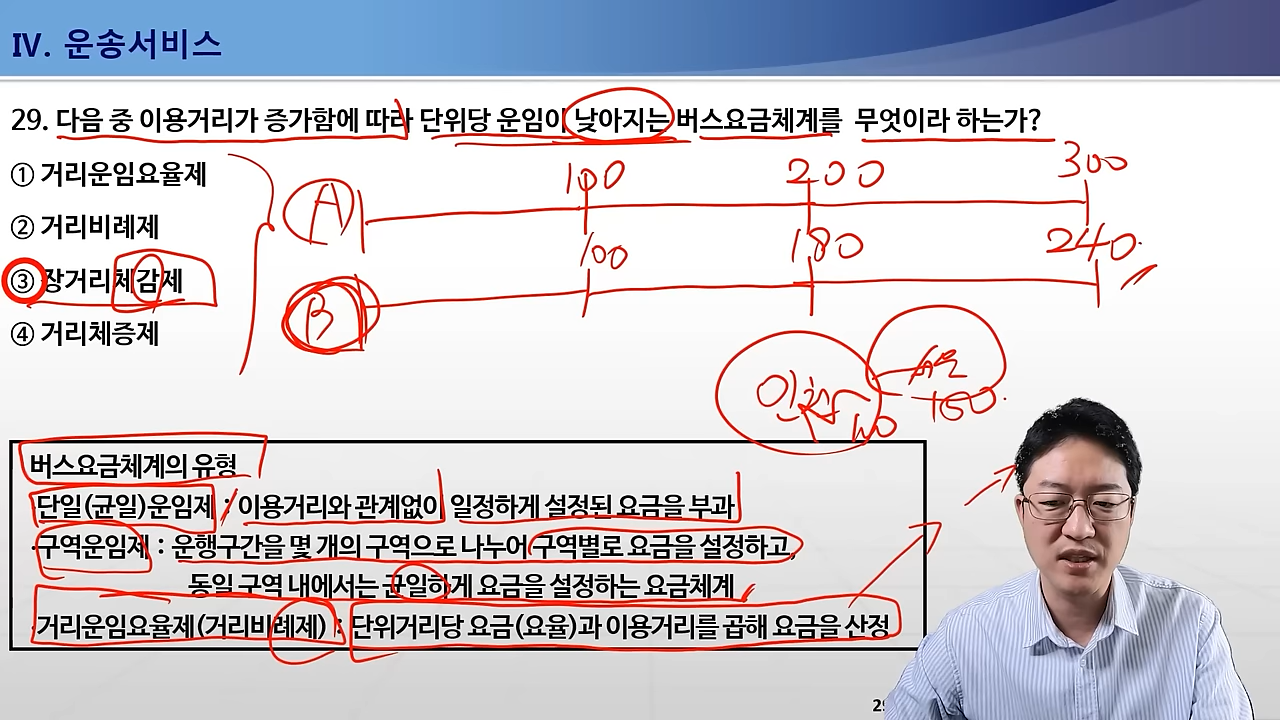 Ⅳ. 운송서비스
29. 다음 중 이용거리가 증가함에 따라 단위당 운임이 낮아지는 버스요금체계를 무엇이라 하는가?
① 거리운임요율제
② 거리비례제
③ 장거리체감제
④ 거리체증제
A 100 200 300
B 100 180 240
버스요금체계의 유형
단일(균일)운임제 : 이용거리와 관계없이 일정하게 설정된 요금을 부과
구역운임제 : 운행구간을 몇 개의 구역으로 나누어 구역별로 요금을 설정하고,
동일 구역 내에서는 균일하게 요금을 설정하는 요금체계
거리운임요율제(거리비례제) : 단위거리당 요금(요율)과 이용거리를 곱해 요금을 산정